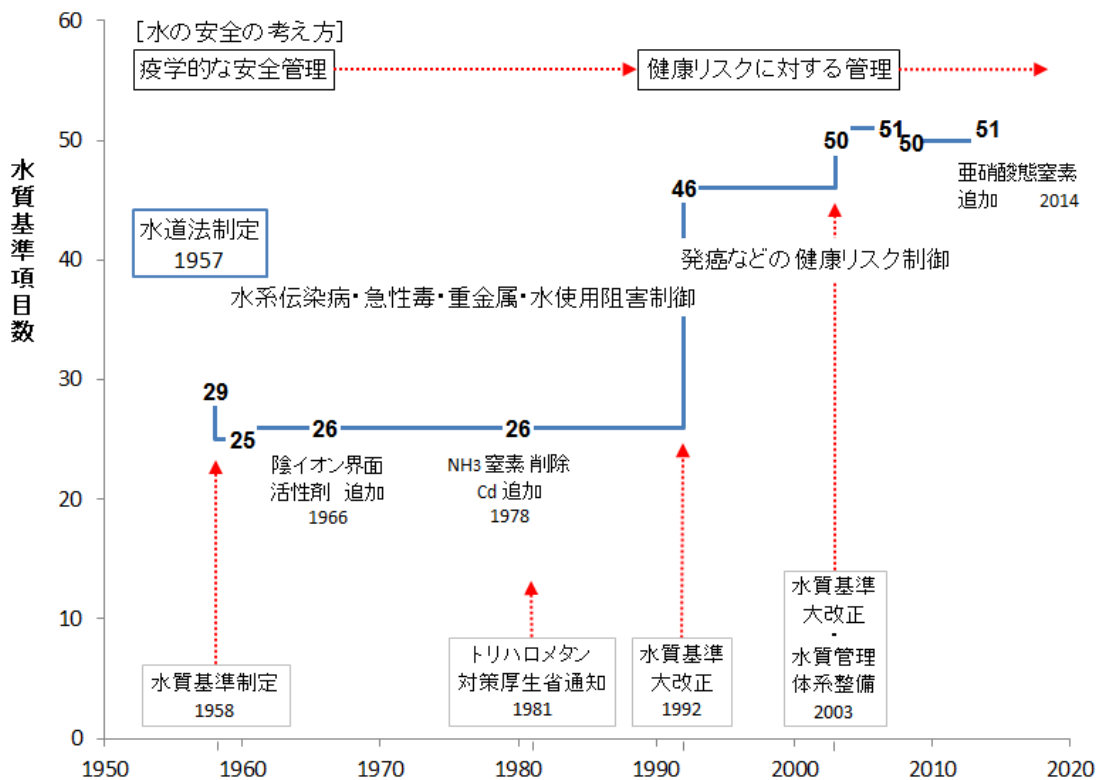 [水の安全の考え方]
疫学的な安全管理
健康リスクに対する管理
水質基準項目数
60
50
40
30
20
10
0
1950
1960
1970
1980
1990
2000
2010
2020
水道法制定
1957
水系伝染病・急性毒・重金属・水使用阻害制御
発癌などの健康リスク制御
29
25
26
26
46
50
51
50
51
陰イオン界面
活性剤 追加
1966
NH3 窒素 削除
Cd 追加
1978
亜硝酸態窒素
追加 2014
水質基準制定
1958
トリハロメタン
対策厚生省通知
1981
水質基準
大改正
1992
水質基準
大改正
・
水質管理
体系整備
2003